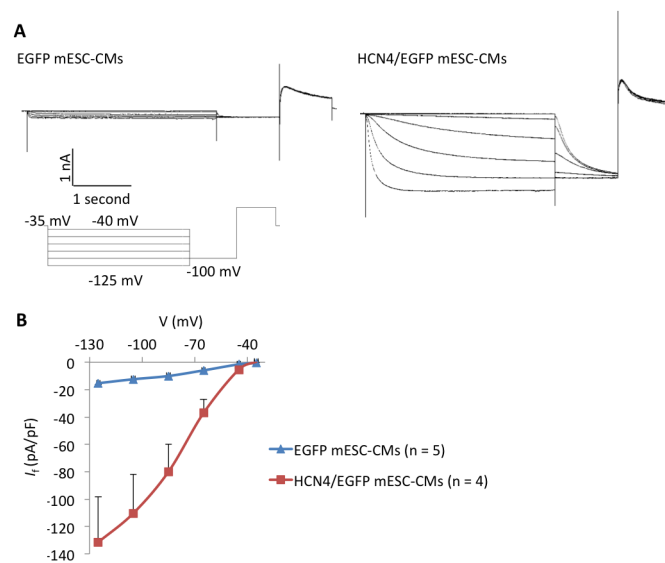 A
EGFP mESC-CMs
HCN4/EGFP mESC-CMs
1 nA
1 second
-35 mV
-40 mV
-100 mV
-125 mV
B
V (mV)
-130
-100
-70
-40
0
-20
-40
-60
-80
-100
-120
-140
If (pA/pF)
EGFP mESC-CMs (n = 5)
HCN4/EGFP mESC-CMs (n = 4)